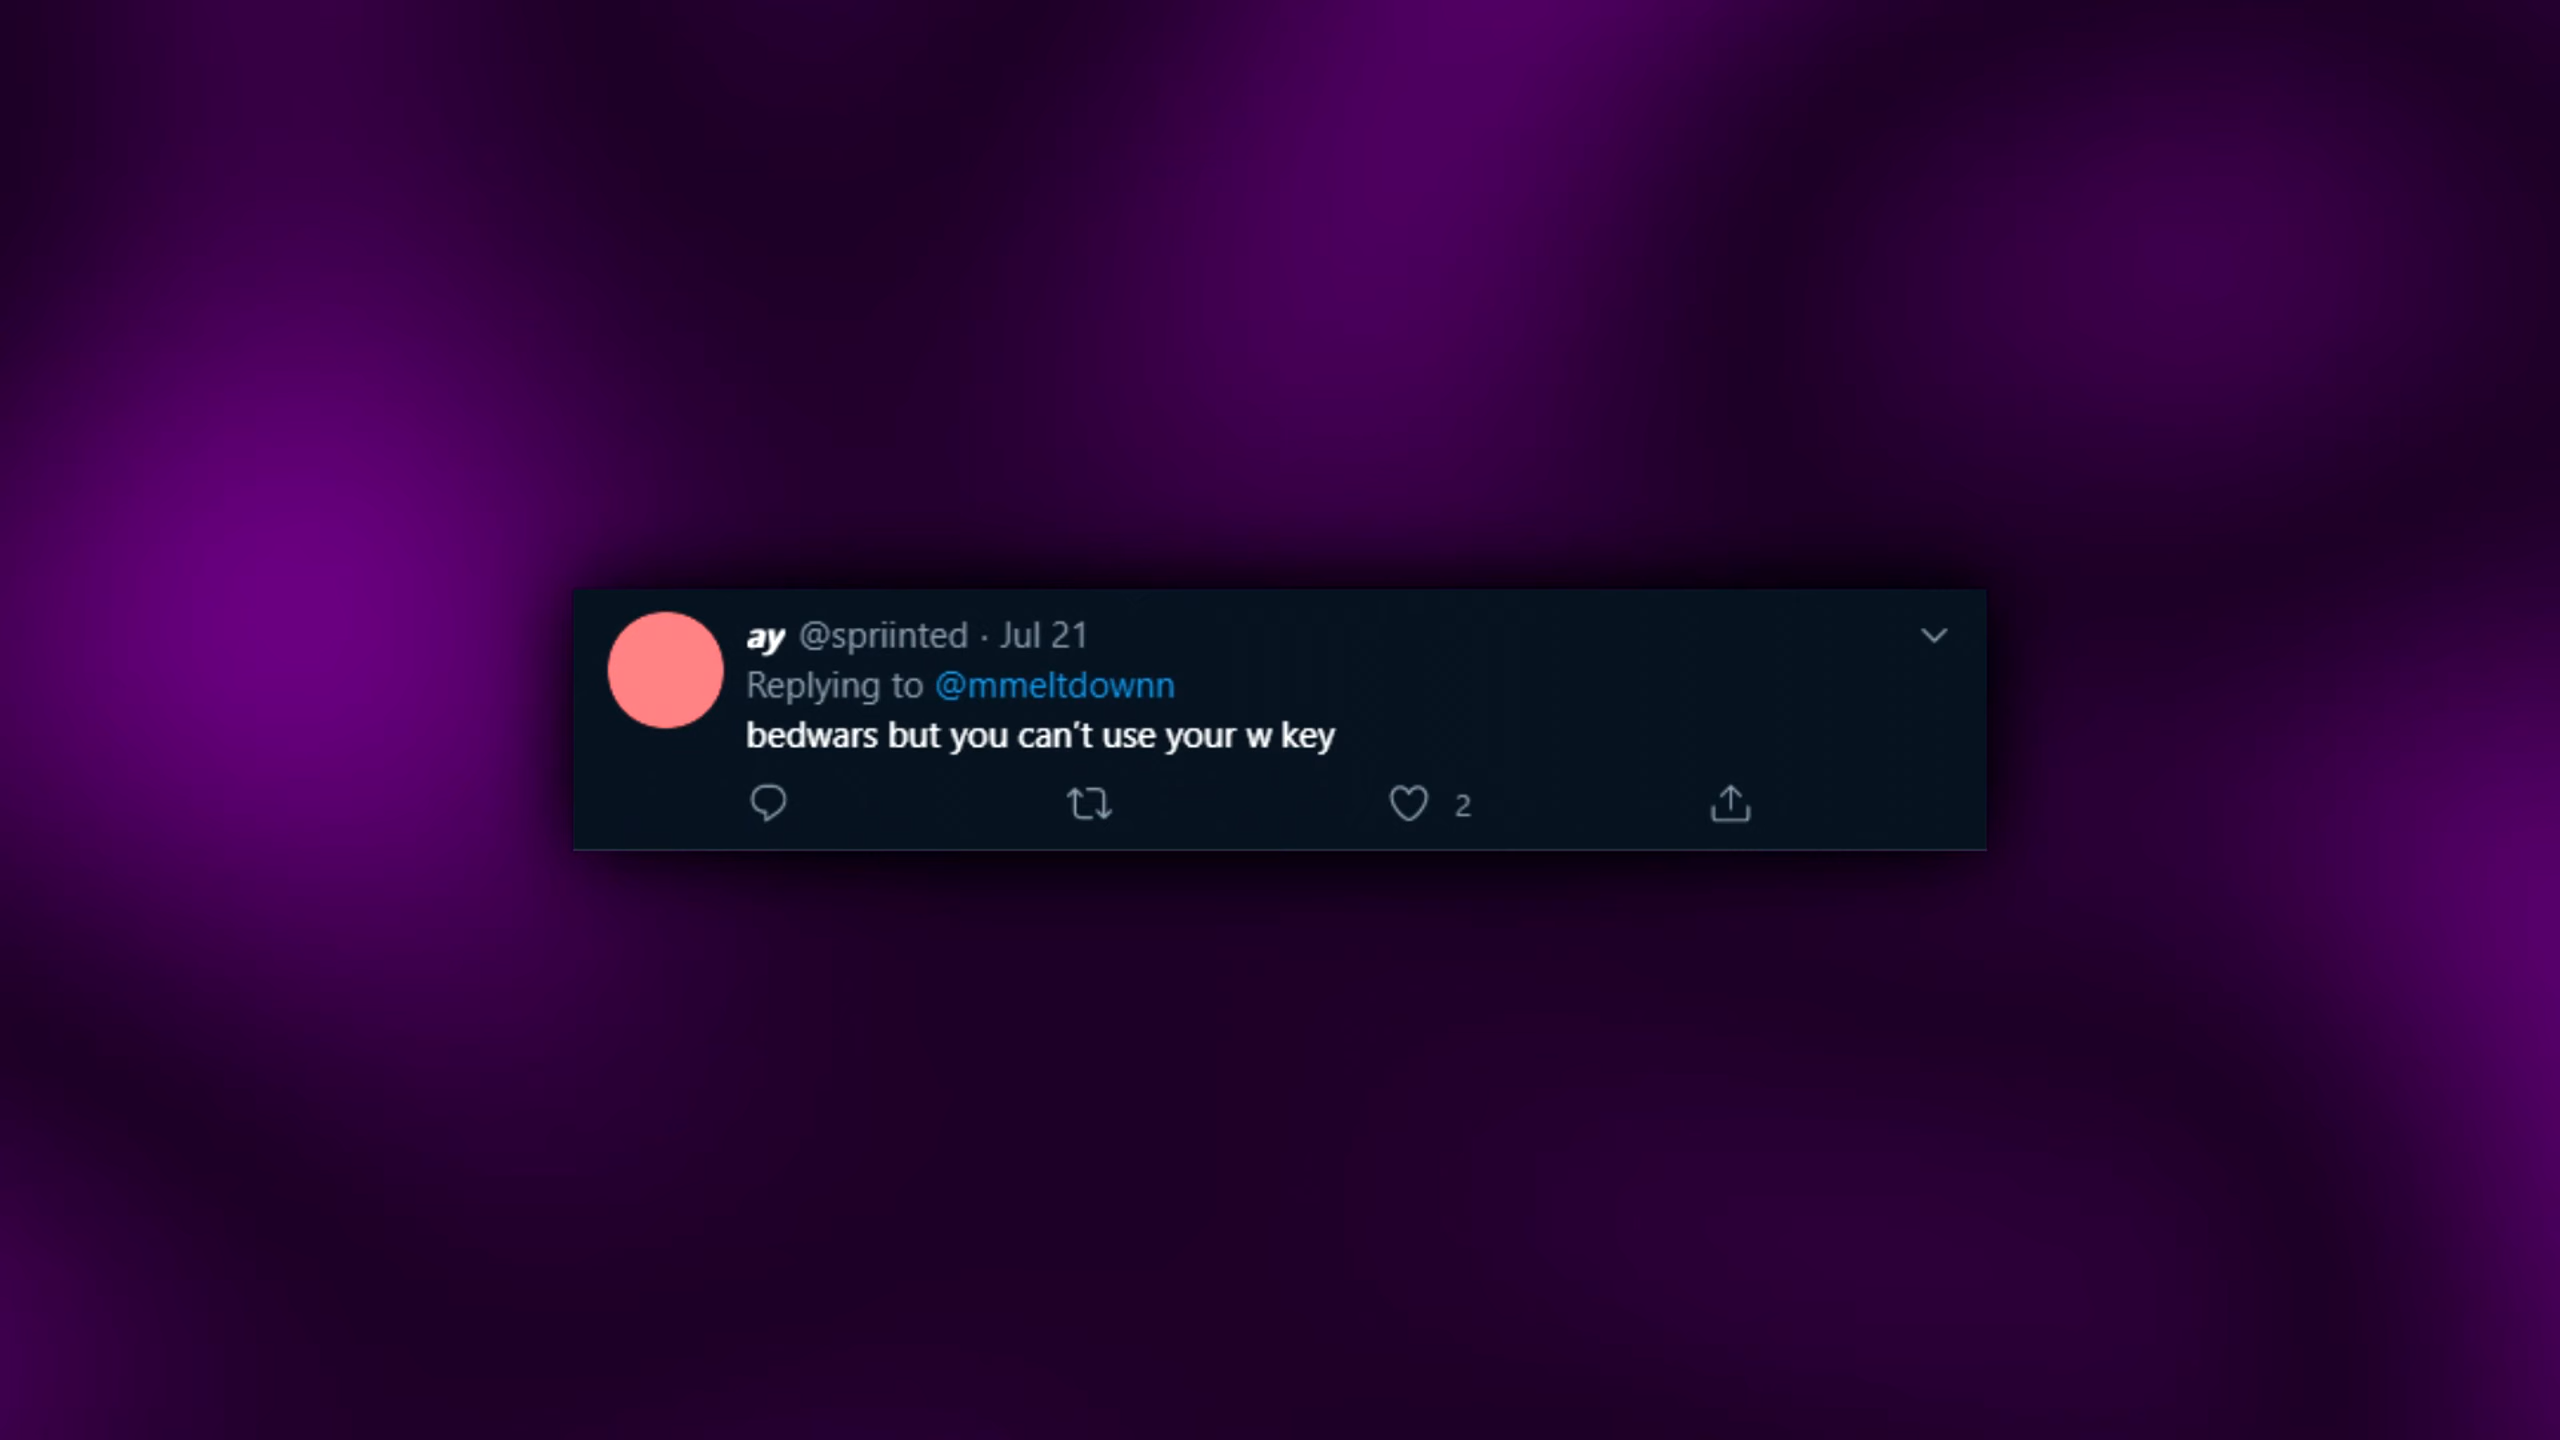 ay @spriinted · Jul 21
Replying to @mmeltdownn
bedwars but you can't use your w key
2